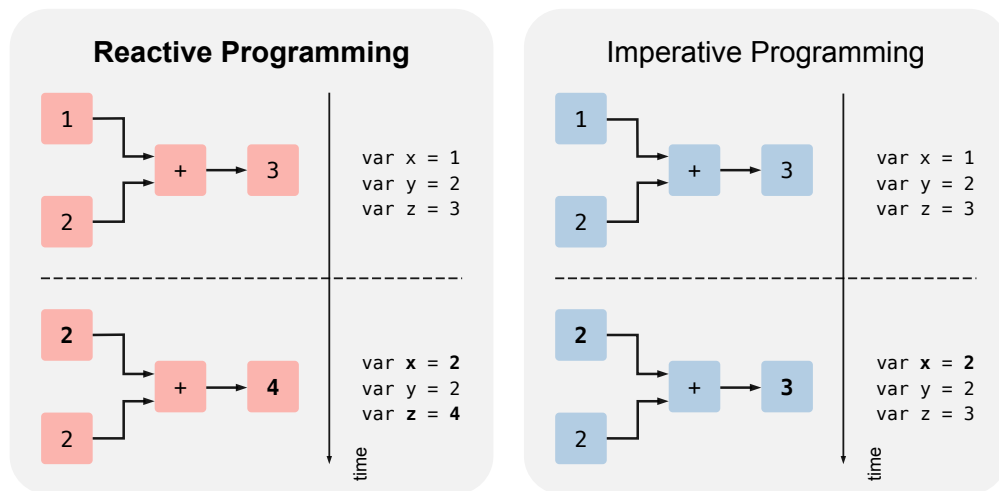 Reactive Programming
1
+
3
2
var x = 1
var y = 2
var z = 3
2
+
4
2
var x = 2
var y = 2
var z = 4
time
Imperative Programming
1
+
3
2
var x = 1
var y = 2
var z = 3
2
+
3
2
var x = 2
var y = 2
var z = 3
time